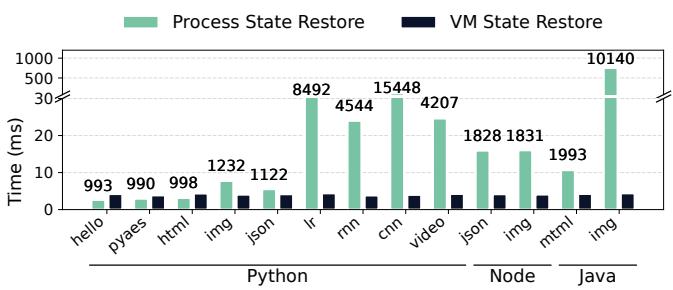 Process State Restore VM State Restore
Time (ms)
1000
500
30
20
10
0
993 990 998 1232 1122 8492 4544 15448 4207 1828 1831 1993 10140
hello pyaes html img json lr rnn cnn video json img mtml img
Python Node Java